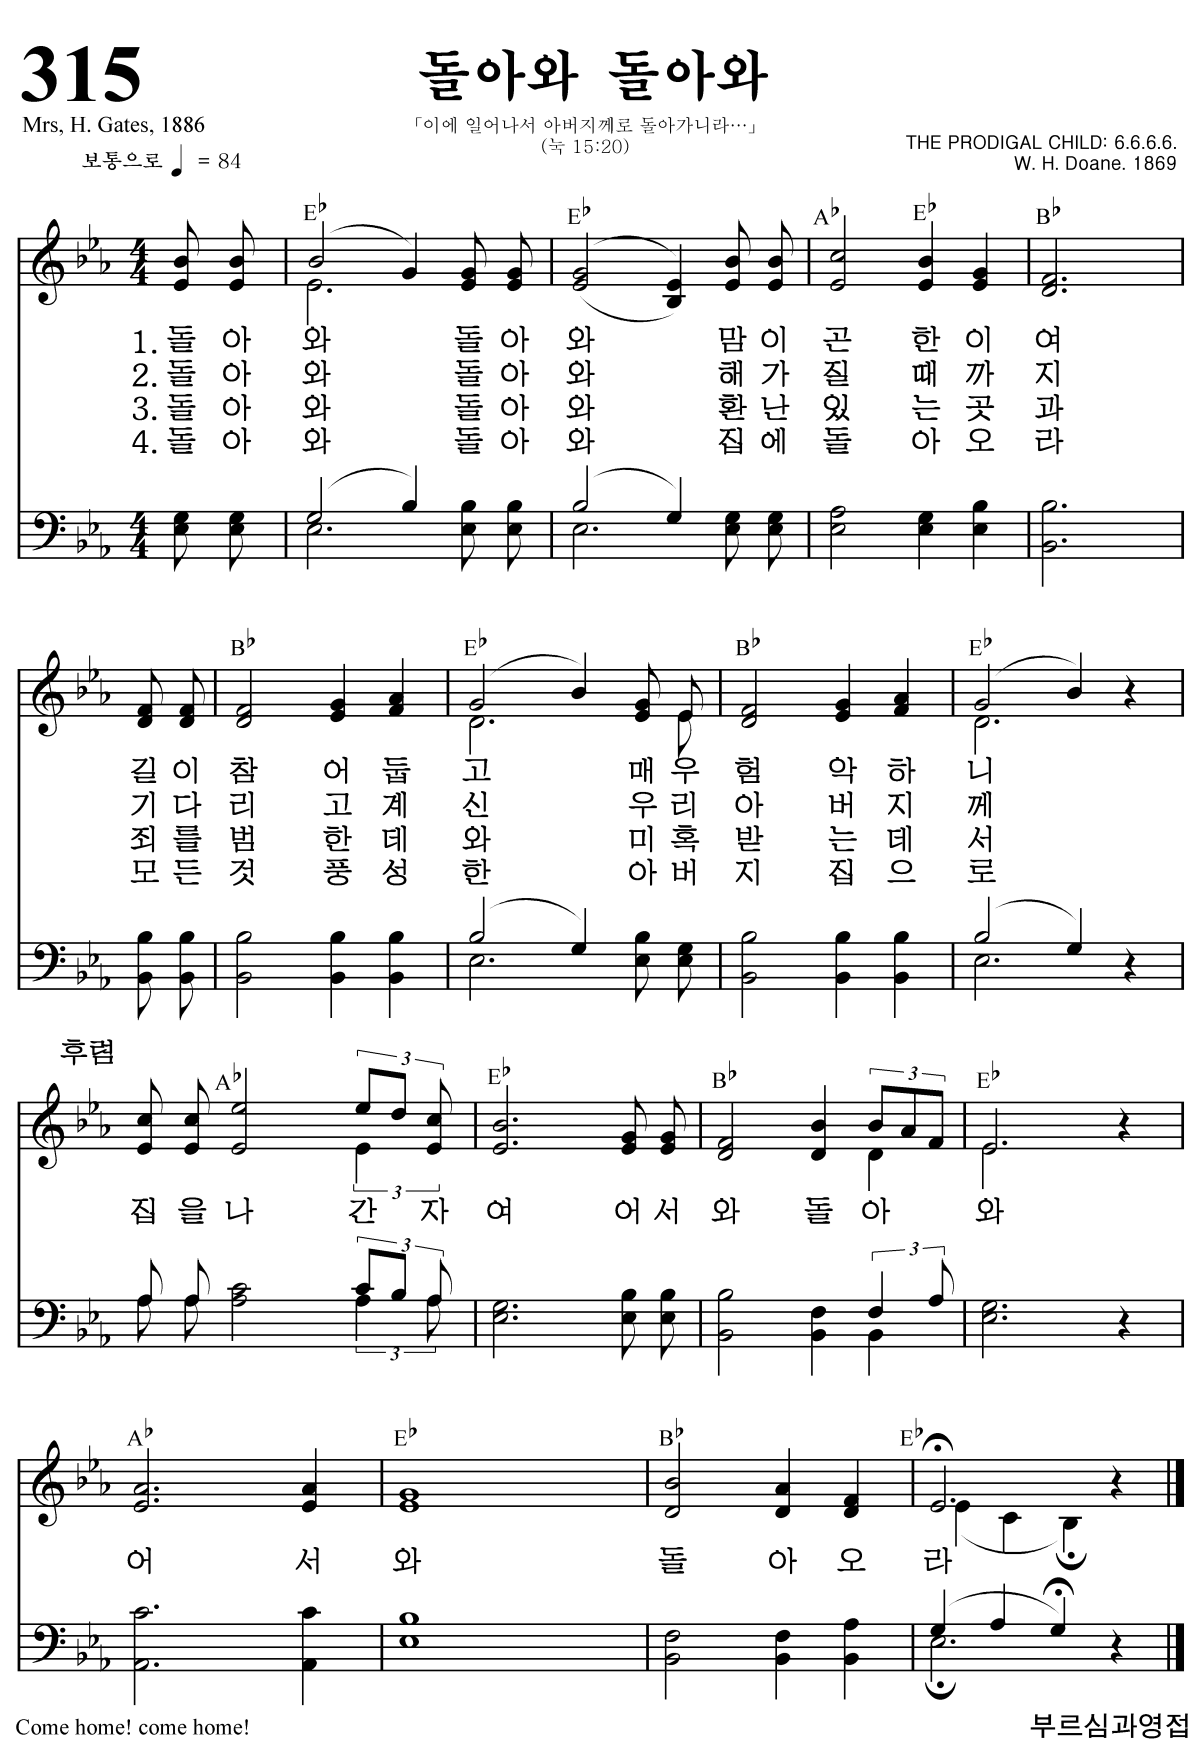 315
돌아와 돌아와
Mrs, H. Gates, 1886
「이에 일어나서 아버지께로 돌아가니라…」
(눅 15:20)
THE PRODIGAL CHILD: 6.6.6.6.
보통으로 ♩ = 84
W. H. Doane. 1869
E♭ E♭ A♭ E♭ B♭
1. 돌 아 와 돌 아 와 맘 이 곤 한 이 여
2. 돌 아 와 돌 아 와 해 가 질 때 까 지
3. 돌 아 와 돌 아 와 환 난 있 는 곳 과
4. 돌 아 와 돌 아 와 집 에 돌 아 오 라
B♭ E♭ B♭ E♭
길 이 참 어 둡 고 매 우 험 악 하 니
기 다 리 고 계 신 우 리 아 버 지 께
죄 를 범 한 데 와 미 혹 받 는 데 서
모 든 것 풍 성 한 아 버 지 집 으 로
후렴
A♭ 3 E♭ B♭ 3 E♭
3
집 을 나 간 자 여 어 서 와 돌 아 와
3 3
3
A♭ E♭ B♭ E♭
어 서 와 돌 아 오 라
Come home! come home!
부르심과영접